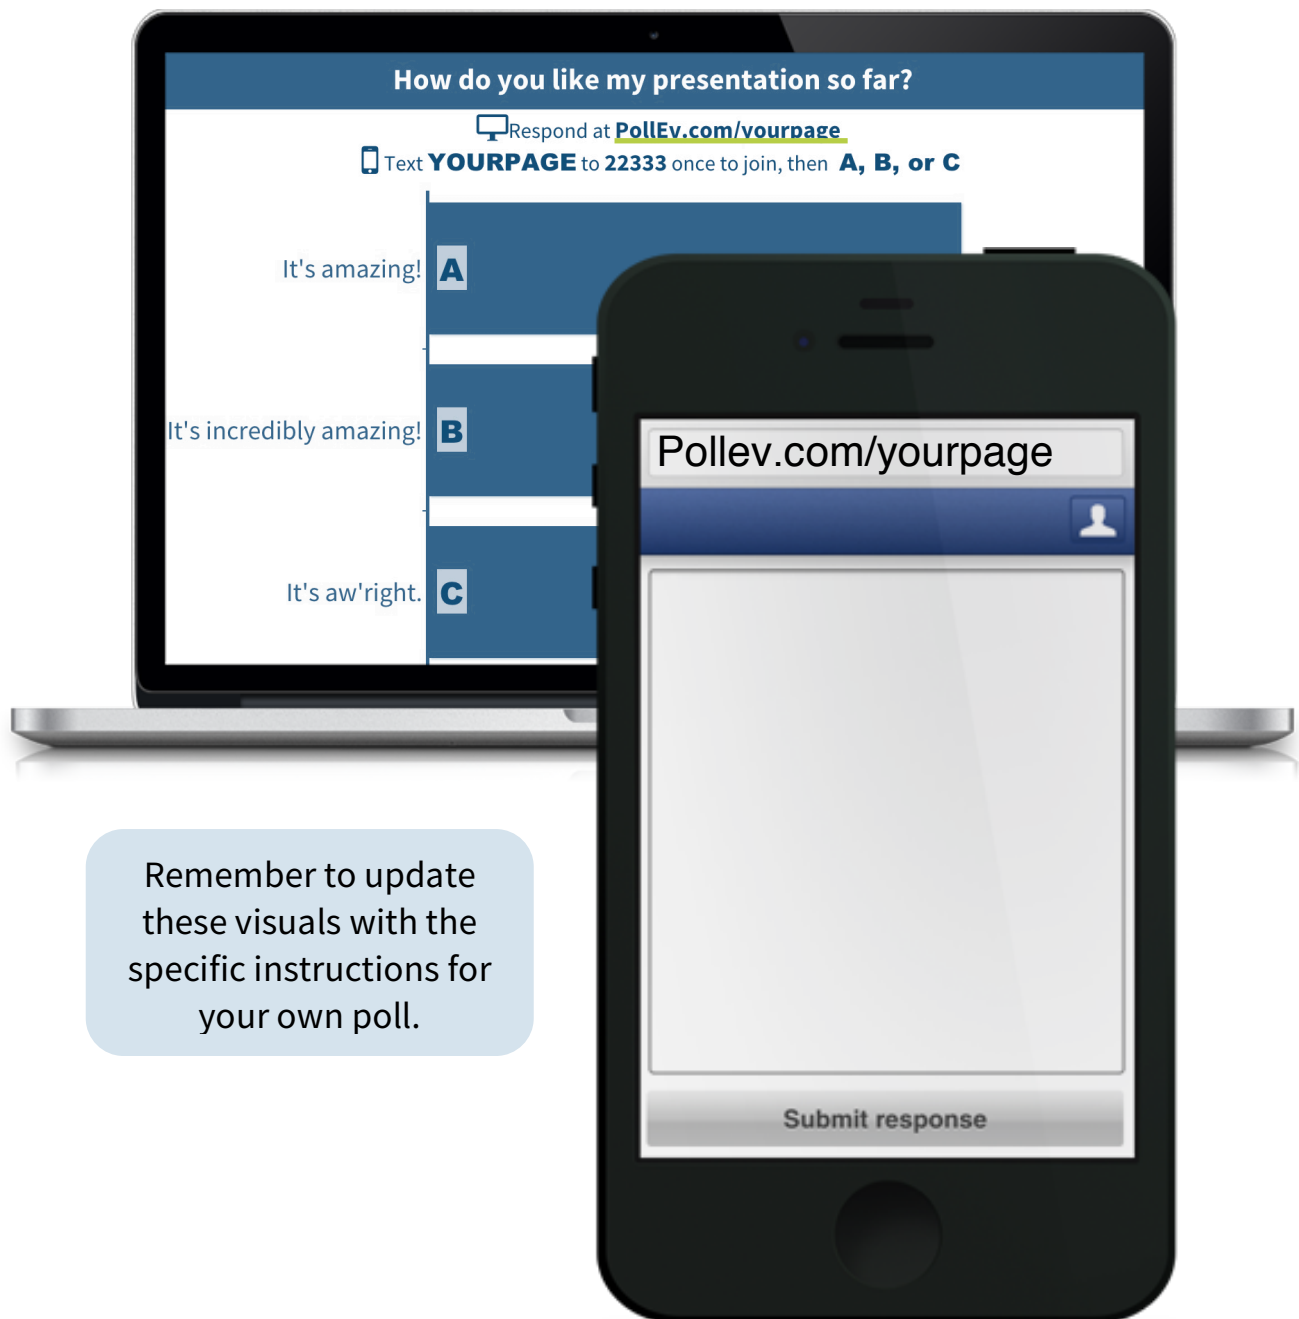 How do you like my presentation so far?
Respond at PollEv.com/yourpage
Text YOURPAGE to 22333 once to join, then A, B, or C
It's amazing! A
It's incredibly amazing! B
It's aw'right. C
Pollev.com/yourpage
Submit response
Remember to update
these visuals with the
specific instructions for
your own poll.